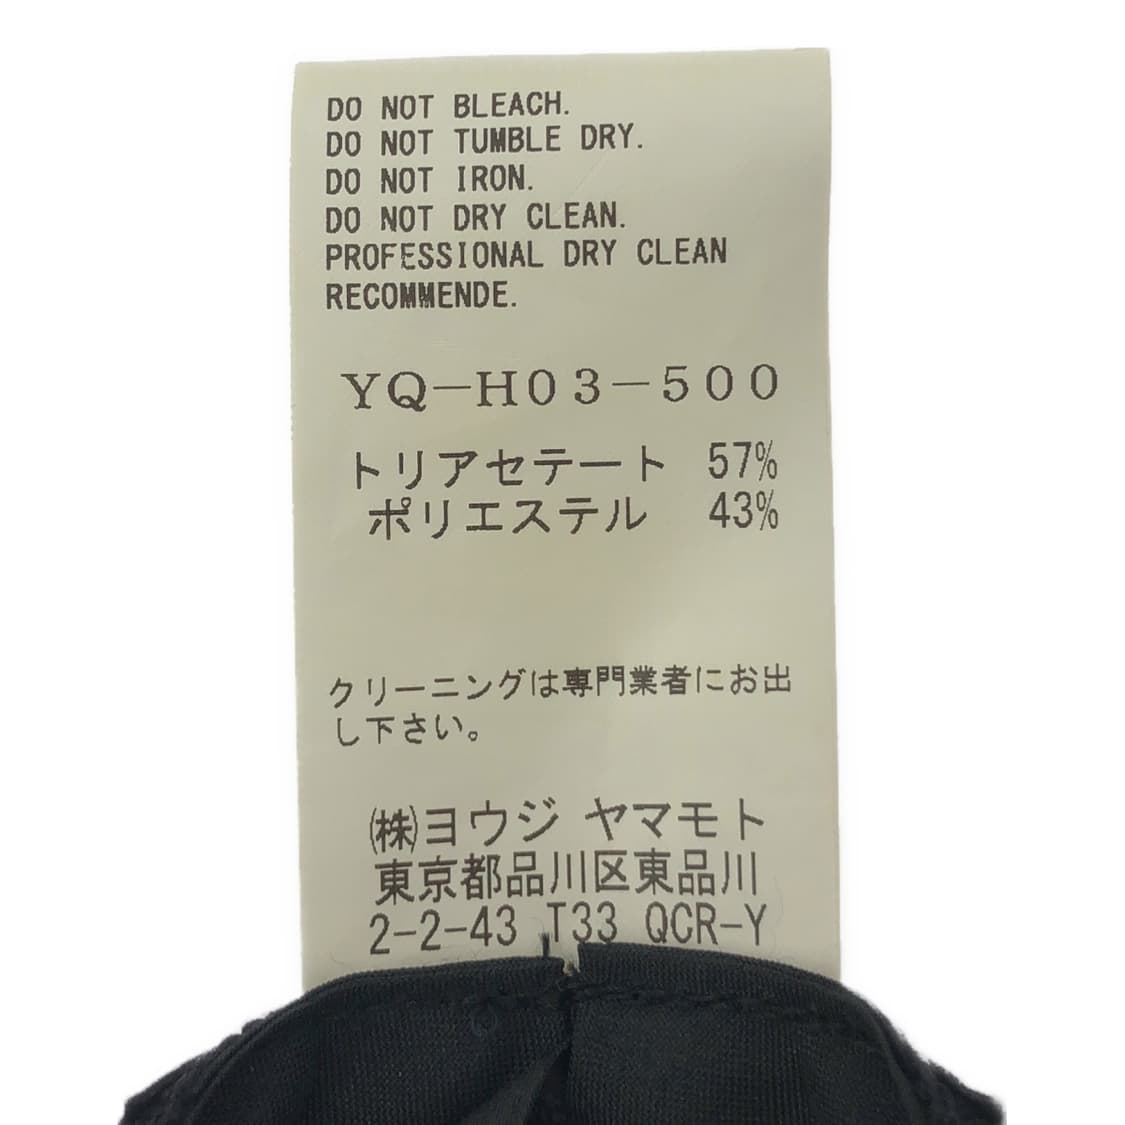 DO NOT BLEACH.
DO NOT TUMBLE DRY.
DO NOT IRON.
DO NOT DRY CLEAN.
PROFESSIONAL DRY CLEAN
RECOMMENDE.
YQ－H03－500
トリアセテート 57%
ポリエステル 43%
クリーニングは専門業者にお出
し下さい。
㈱ヨウジ ヤマモト
東京都品川区東品川
2-2-43 T33 QCR-Y